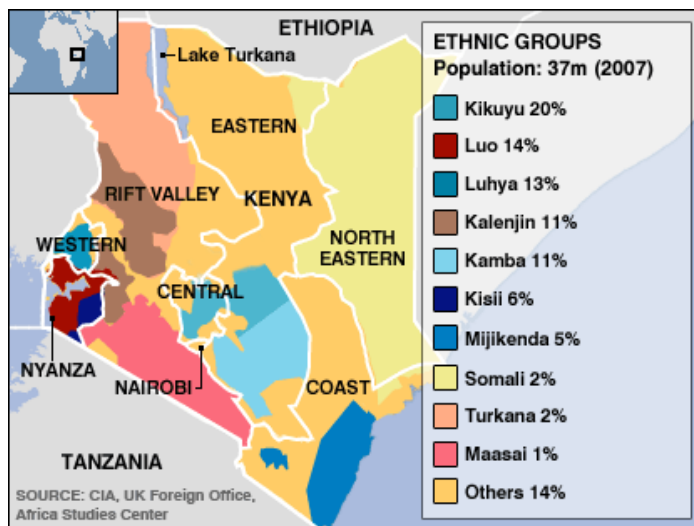 ETHIOPIA
Lake Turkana
EASTERN
RIFT VALLEY
KENYA
WESTERN
NORTH
EASTERN
CENTRAL
NYANZA
NAIROBI
COAST
TANZANIA
SOURCE: CIA, UK Foreign Office,
Africa Studies Center
ETHNIC GROUPS
Population: 37m (2007)
Kikuyu 20%
Luo 14%
Luhya 13%
Kalenjin 11%
Kamba 11%
Kisii 6%
Mijikenda 5%
Somali 2%
Turkana 2%
Maasai 1%
Others 14%